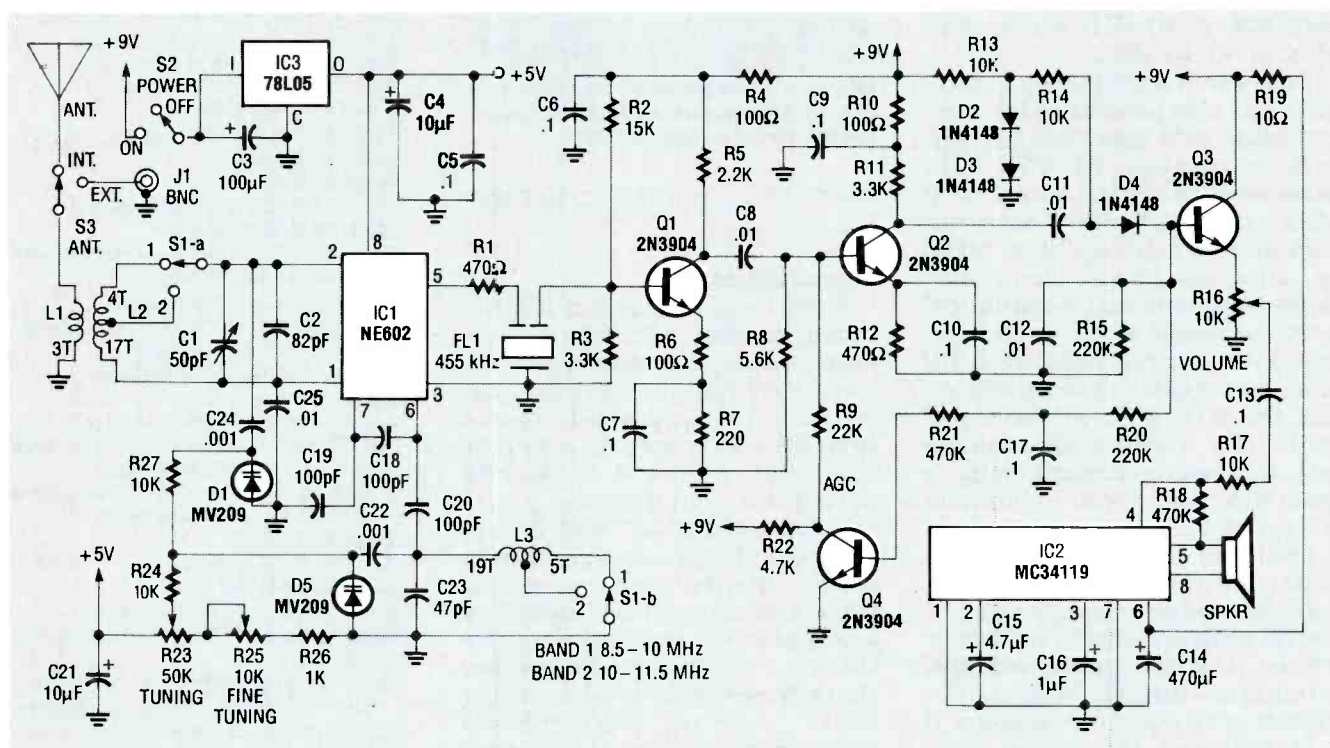 +9V
S2
POWER
OFF
ON
ANT.
INT.
EXT.
J1
BNC
S3
ANT.
I
IC3
78L05
O
C
C3
100µF
+
+5V
C4
10µF
+
C5
.1
1
S1-a
2
4T
L1
3T
L2
17T
C1
50pF
C2
82pF
2
8
5
IC1
NE602
1
3
7
6
R1
470Ω
FL1
455 kHz
C24
.001
C25
.01
R27
10K
D1
MV209
C19
100pF
C18
100pF
C20
100pF
C22
.001
+5V
R24
10K
D5
MV209
C23
47pF
L3
19T
5T
1
2
S1-b
C21
10µF
+
R23
50K
TUNING
R25
10K
FINE
TUNING
R26
1K
BAND 1 8.5–10 MHz
BAND 2 10–11.5 MHz
C6
.1
R2
15K
R4
100Ω
R5
2.2K
Q1
2N3904
R3
3.3K
R6
100Ω
C7
.1
R7
220
C8
.01
R8
5.6K
+9V
C9
.1
R10
100Ω
R11
3.3K
Q2
2N3904
R12
470Ω
C10
.1
R9
22K
AGC
+9V
R22
4.7K
Q4
2N3904
R13
10K
R14
10K
D2
1N4148
D3
1N4148
C11
.01
D4
1N4148
C12
.01
R15
220K
R21
470K
C17
.1
R20
220K
+9V
R19
10Ω
Q3
2N3904
R16
10K
VOLUME
C13
.1
R17
10K
R18
470K
4
IC2
MC34119
5
8
SPKR
1
2
3
7
6
C15
4.7µF
+
C16
1µF
+
C14
470µF
+